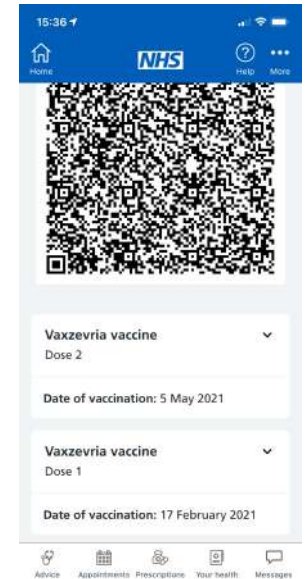 15:36
Home
NHS
Help
More
Vaxzevria vaccine
Dose 2
Date of vaccination: 5 May 2021
Vaxzevria vaccine
Dose 1
Date of vaccination: 17 February 2021
Advice
Appointments
Prescriptions
Your health
Messages